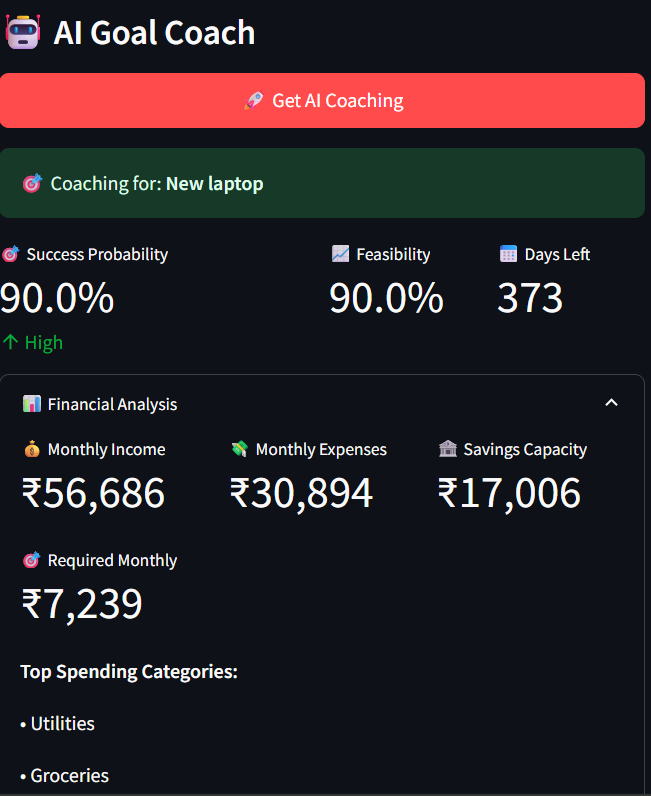 AI Goal Coach
Get AI Coaching
Coaching for: New laptop
Success Probability
90.0%
High
Feasibility
90.0%
Days Left
373
Financial Analysis
Monthly Income
₹56,686
Monthly Expenses
₹30,894
Savings Capacity
₹17,006
Required Monthly
₹7,239
Top Spending Categories:
• Utilities
• Groceries